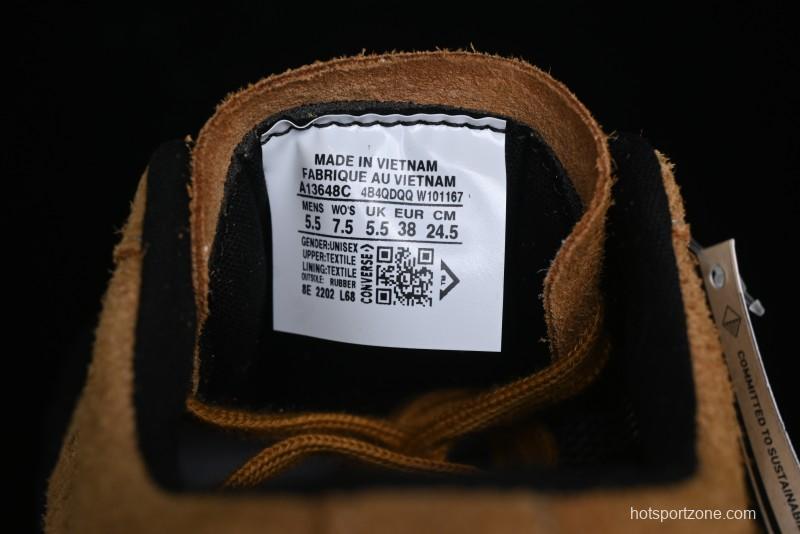 MADE IN VIETNAM
FABRIQUE AU VIETNAM
A13648C 4B4QDQQ W101167
MENS WO'S UK EUR CM
5.5 7.5 5.5 38 24.5
GENDER:UNISEX
UPPER:TEXTILE
LINING:TEXTILE
OUTSOLE: RUBBER
8E 2202 L68
CONVERSE
TM
COMMITTED TO SUSTAINAB
hotsportzone.com